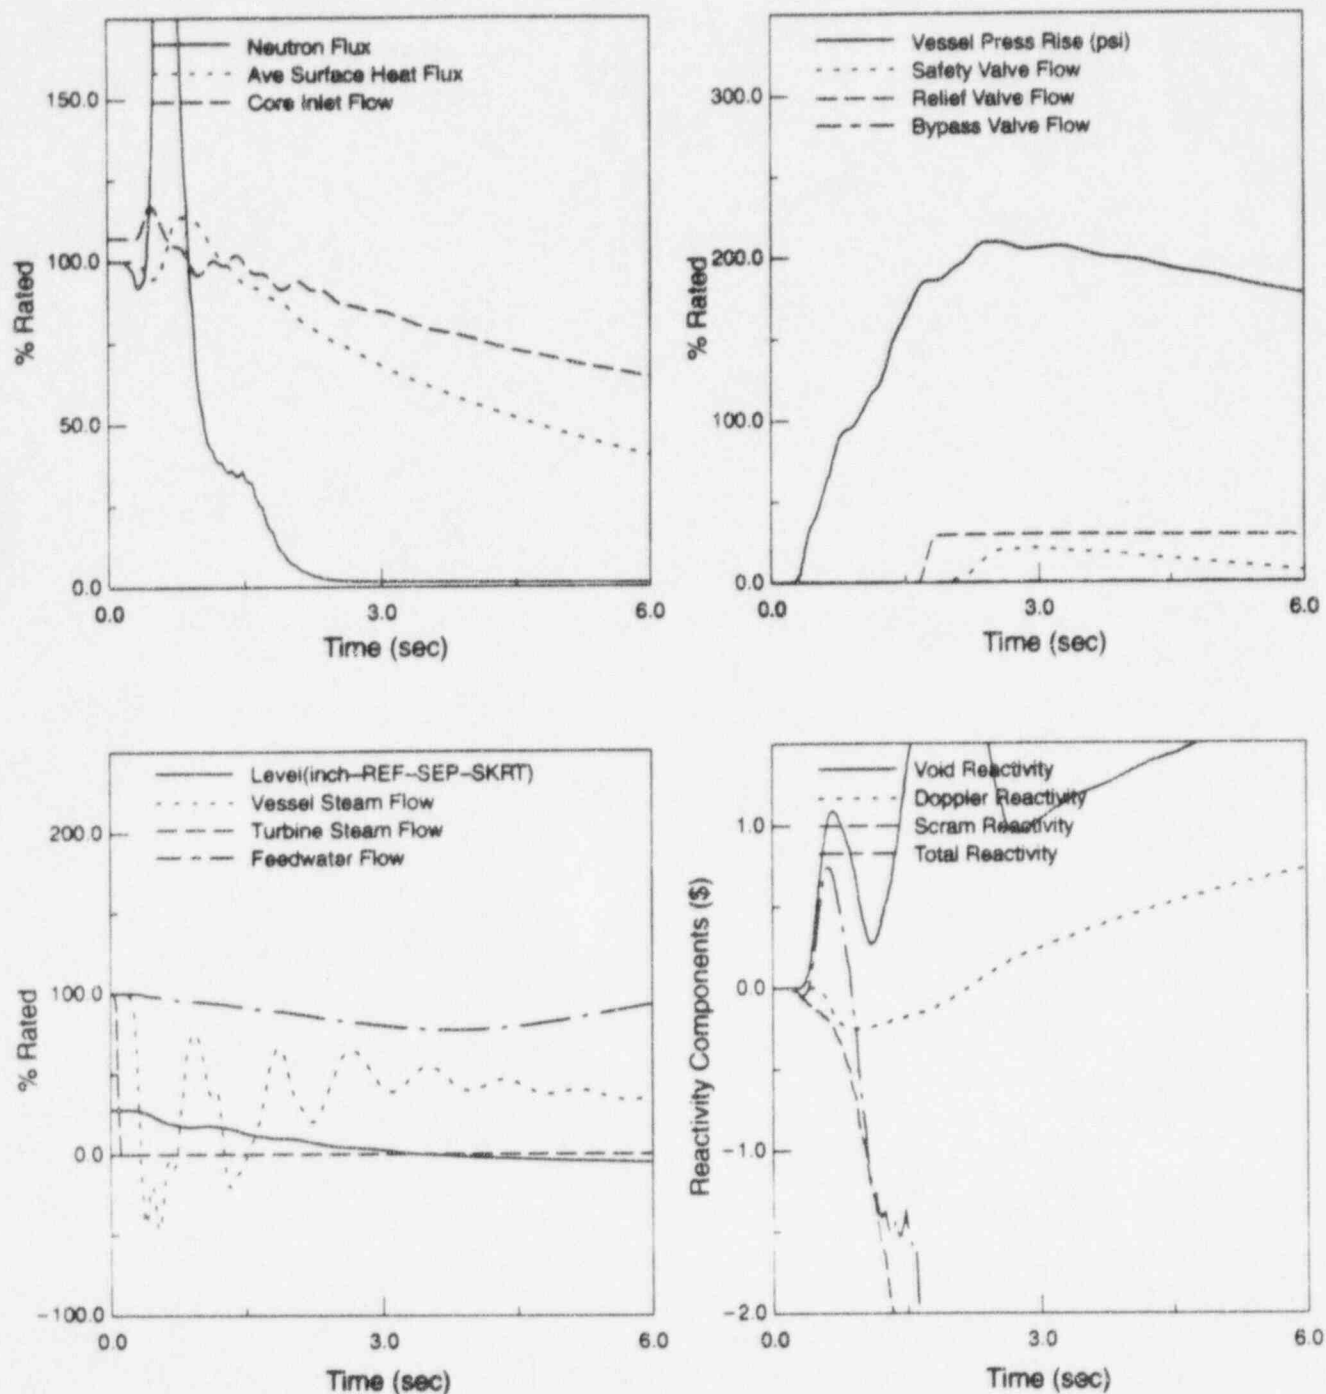 Neutron Flux
Ave Surface Heat Flux
Core Inlet Flow
150.0
100.0
50.0
0.0
% Rated
0.0 3.0 6.0
Time (sec)
Vessel Press Rise (psi)
Safety Valve Flow
Relief Valve Flow
Bypass Valve Flow
300.0
200.0
100.0
0.0
% Rated
0.0 3.0 6.0
Time (sec)
Level(inch-REF-SEP-SKRT)
Vessel Steam Flow
Turbine Steam Flow
Feedwater Flow
200.0
100.0
0.0
-100.0
% Rated
0.0 3.0 6.0
Time (sec)
Void Reactivity
Doppler Reactivity
Scram Reactivity
Total Reactivity
1.0
0.0
-1.0
-2.0
Reactivity Components ($)
0.0 3.0 6.0
Time (sec)